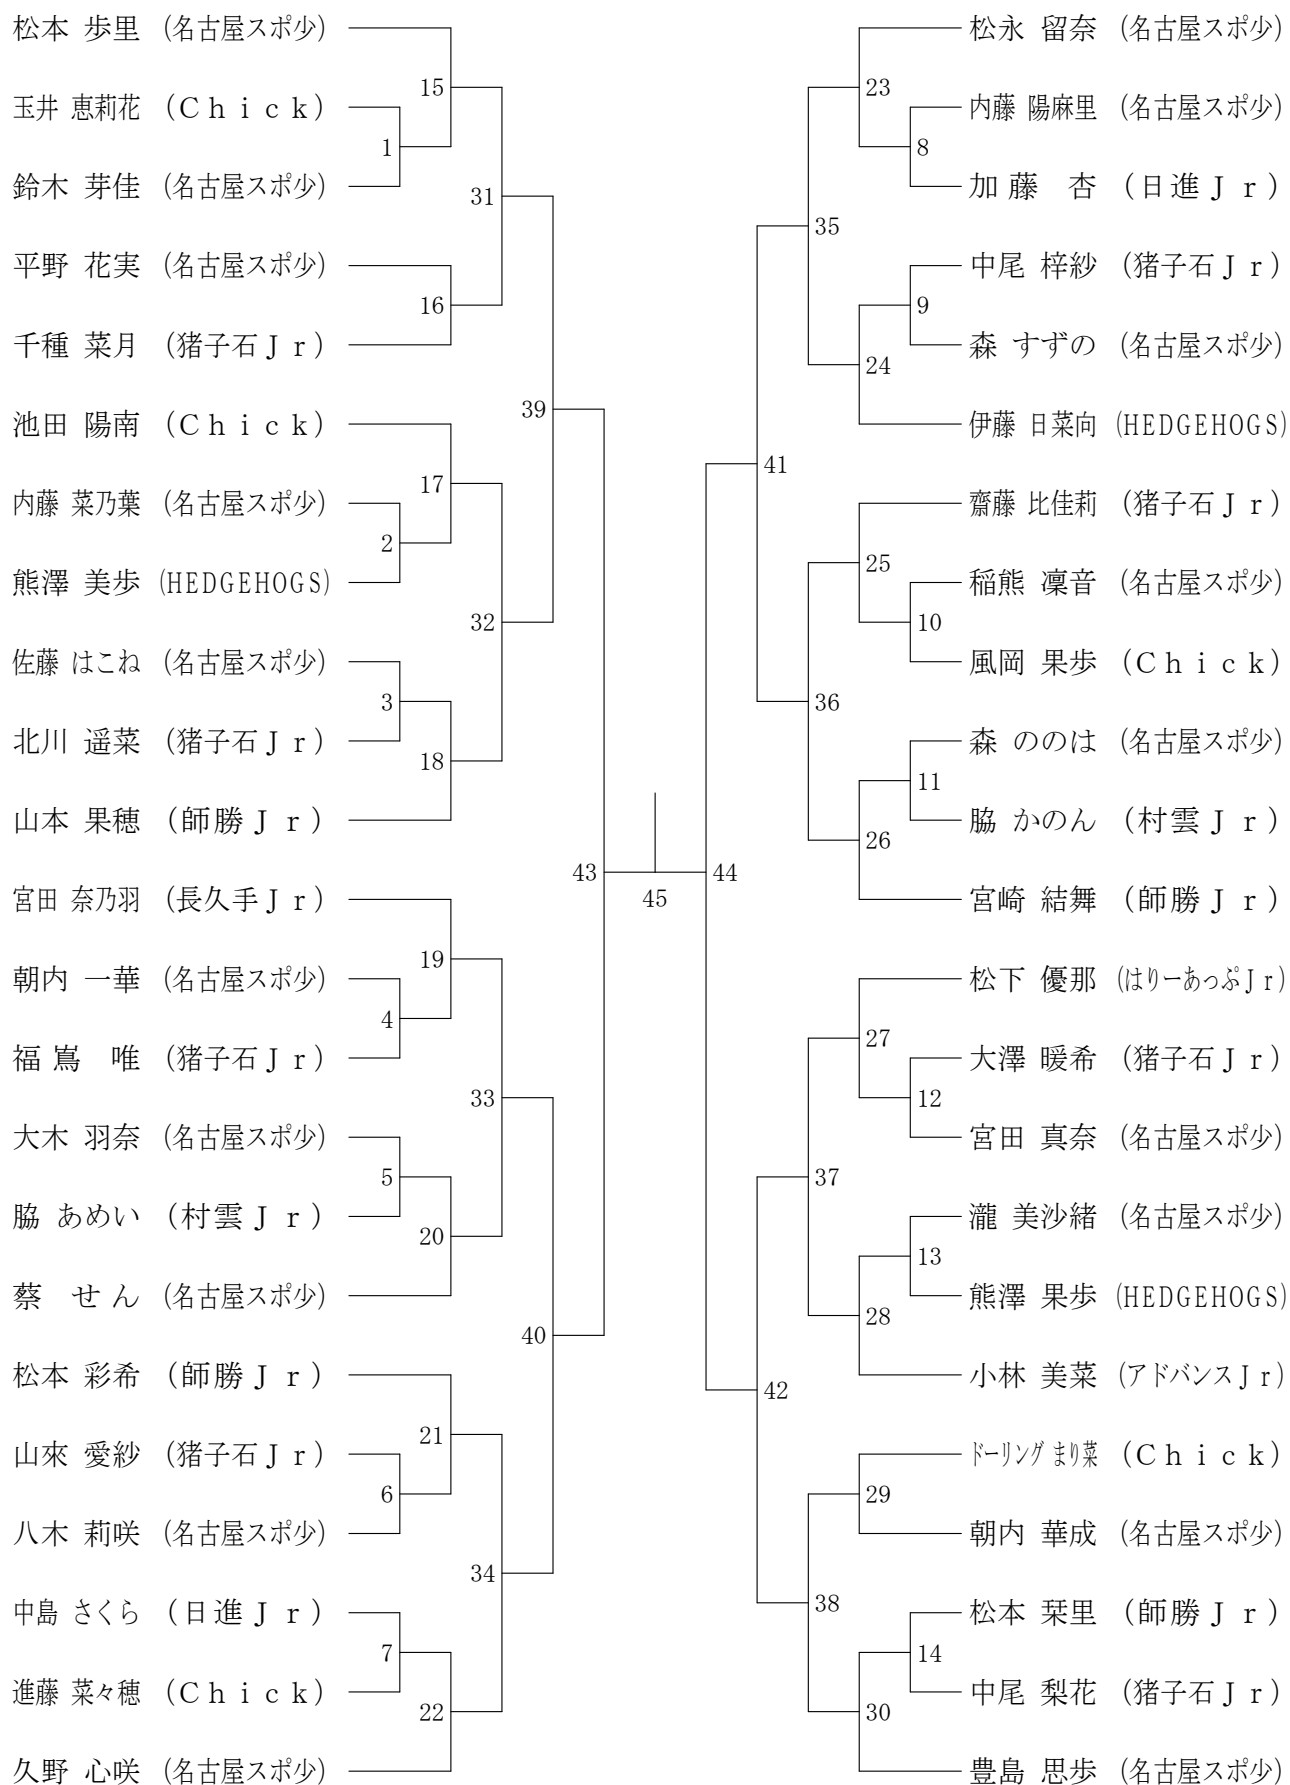 松本 歩里 (名古屋スポ少)
15
玉井 恵莉花 (Ｃｈｉｃｋ)
1
鈴木 芽佳 (名古屋スポ少)
31
平野 花実 (名古屋スポ少)
16
千種 菜月 (猪子石Ｊｒ)
39
池田 陽南 (Ｃｈｉｃｋ)
17
内藤 菜乃葉 (名古屋スポ少)
2
熊澤 美歩 (HEDGEHOGS)
32
佐藤 はこね (名古屋スポ少)
3
北川 遥菜 (猪子石Ｊｒ)
18
山本 果穂 (師勝Ｊｒ)
43
宮田 奈乃羽 (長久手Ｊｒ)
19
朝内 一華 (名古屋スポ少)
4
福嶌 唯 (猪子石Ｊｒ)
33
大木 羽奈 (名古屋スポ少)
5
脇 あめい (村雲Ｊｒ)
20
蔡 せん (名古屋スポ少)
40
松本 彩希 (師勝Ｊｒ)
21
山來 愛紗 (猪子石Ｊｒ)
6
八木 莉咲 (名古屋スポ少)
34
中島 さくら (日進Ｊｒ)
7
進藤 菜々穂 (Ｃｈｉｃｋ)
22
久野 心咲 (名古屋スポ少)
45
松永 留奈 (名古屋スポ少)
23
内藤 陽麻里 (名古屋スポ少)
8
加藤 杏 (日進Ｊｒ)
35
中尾 梓紗 (猪子石Ｊｒ)
9
森 すずの (名古屋スポ少)
24
伊藤 日菜向 (HEDGEHOGS)
41
齋藤 比佳莉 (猪子石Ｊｒ)
25
稲熊 凜音 (名古屋スポ少)
10
風岡 果歩 (Ｃｈｉｃｋ)
36
森 ののは (名古屋スポ少)
11
脇 かのん (村雲Ｊｒ)
26
宮崎 結舞 (師勝Ｊｒ)
44
松下 優那 (はりーあっぷＪｒ)
27
大澤 暖希 (猪子石Ｊｒ)
12
宮田 真奈 (名古屋スポ少)
37
瀧 美沙緒 (名古屋スポ少)
13
熊澤 果歩 (HEDGEHOGS)
28
小林 美菜 (アドバンスＪｒ)
42
ドーリング まり菜 (Ｃｈｉｃｋ)
29
朝内 華成 (名古屋スポ少)
38
松本 栞里 (師勝Ｊｒ)
14
中尾 梨花 (猪子石Ｊｒ)
30
豊島 思歩 (名古屋スポ少)